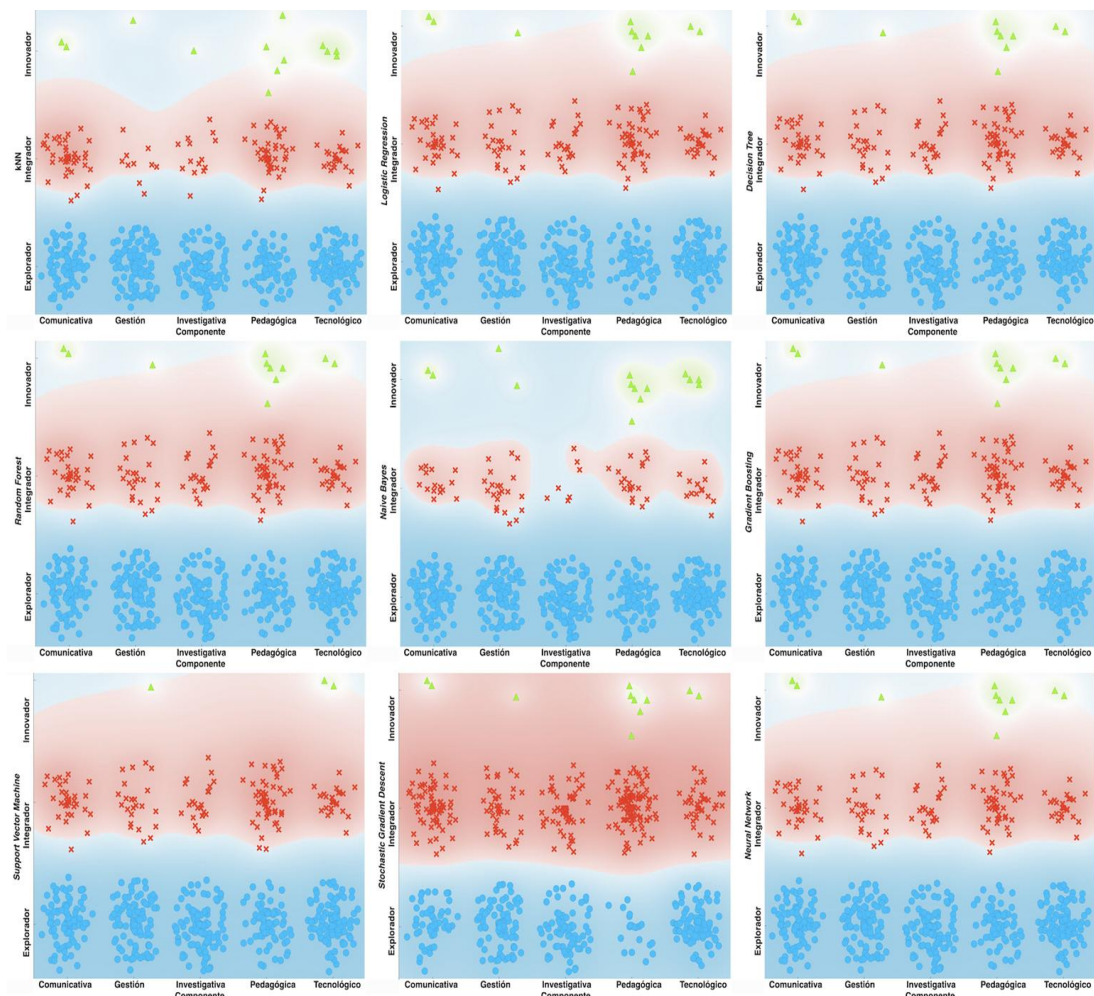 kNN
Innovador
Integrador
Explorador
Comunicativa Gestión Investigativa Pedagógica Tecnológico
Componente
Logistic Regression
Innovador
Integrador
Explorador
Comunicativa Gestión Investigativa Pedagógica Tecnológico
Componente
Decision Tree
Innovador
Integrador
Explorador
Comunicativa Gestión Investigativa Pedagógica Tecnológico
Componente
Random Forest
Innovador
Integrador
Explorador
Comunicativa Gestión Investigativa Pedagógica Tecnológico
Componente
Naive Bayes
Innovador
Integrador
Explorador
Comunicativa Gestión Investigativa Pedagógica Tecnológico
Componente
Gradient Boosting
Innovador
Integrador
Explorador
Comunicativa Gestión Investigativa Pedagógica Tecnológico
Componente
Support Vector Machine
Innovador
Integrador
Explorador
Comunicativa Gestión Investigativa Pedagógica Tecnológico
Componente
Stochastic Gradient Descent
Innovador
Integrador
Explorador
Comunicativa Gestión Investigativa Pedagógica Tecnológico
Componente
Neural Network
Innovador
Integrador
Explorador
Comunicativa Gestión Investigativa Pedagógica Tecnológico
Componente